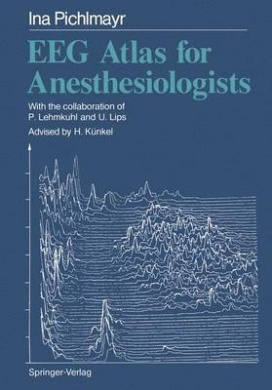 Ina Pichlmayr
EEG Atlas for
Anesthesiologists
With the collaboration of
P. Lehmkuhl and U. Lips
Advised by H. Künkel
Springer-Verlag